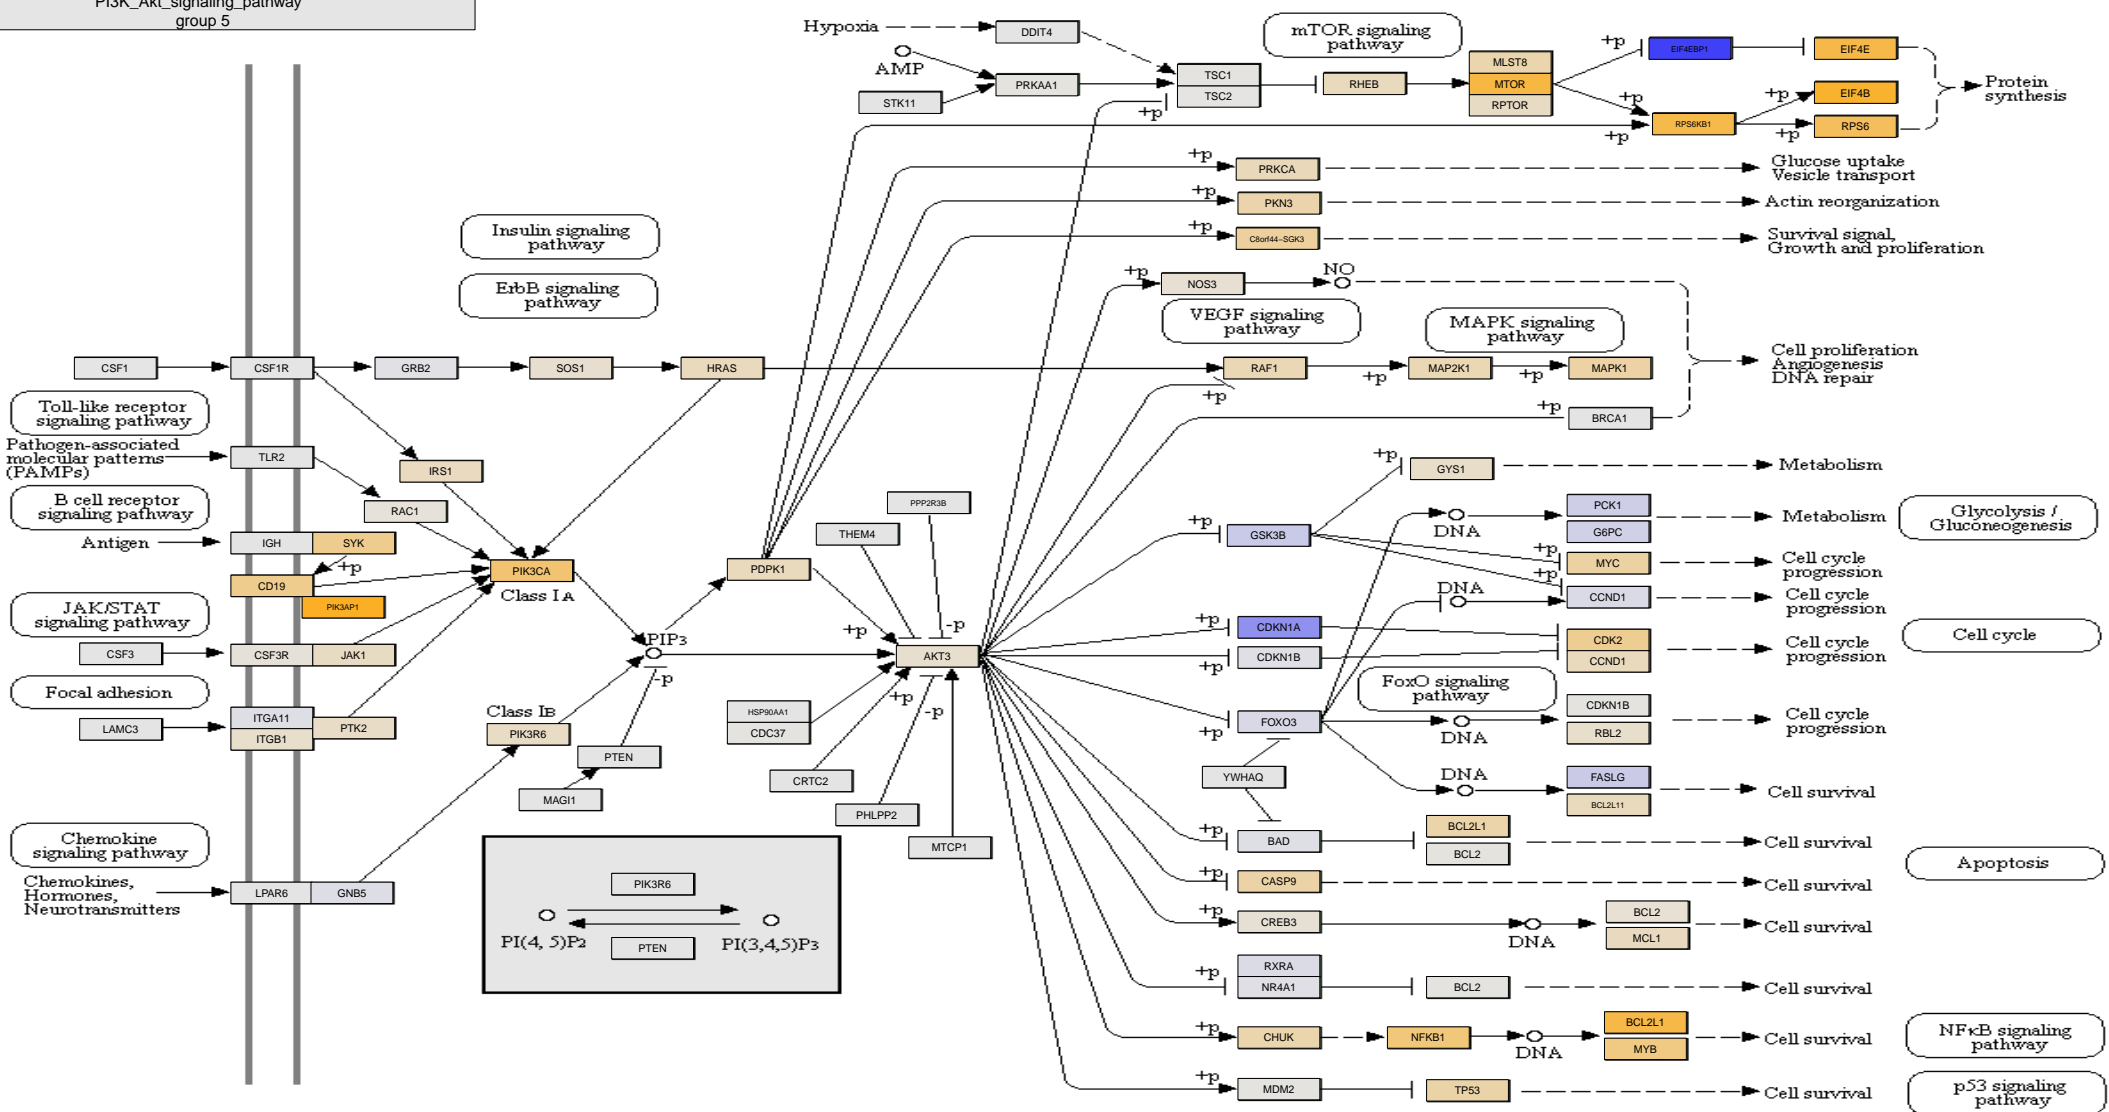 PI3K_Akt_signaling_pathway
group 5
Hypoxia
DDIT4
mTOR signaling
pathway
AMP
STK11
PRKAA1
TSC1
TSC2
+p
RHEB
MLST8
MTOR
RPTOR
+p
EIF4EBP1
EIF4E
+p
RPS6KB1
+p
+p
EIF4B
+p
RPS6
Protein
synthesis
+p
PRKCA
Glucose uptake
Vesicle transport
+p
PKN3
Actin reorganization
+p
C8orf44-SGK3
Survival signal,
Growth and proliferation
Insulin signaling
pathway
ErbB signaling
pathway
+p
NOS3
NO
VEGF signaling
pathway
MAPK signaling
pathway
CSF1
CSF1R
GRB2
SOS1
HRAS
RAF1
+p
+p
MAP2K1
+p
MAPK1
Cell proliferation
Angiogenesis
DNA repair
+p
BRCA1
Toll-like receptor
signaling pathway
Pathogen-associated
molecular patterns
(PAMPs)
TLR2
IRS1
RAC1
B cell receptor
signaling pathway
Antigen
IGH
SYK
+p
CD19
PIK3AP1
PIK3CA
Class IA
JAK/STAT
signaling pathway
CSF3
CSF3R
JAK1
Focal adhesion
LAMC3
ITGA11
ITGB1
PTK2
Class IB
PIK3R6
PTEN
MAGI1
PIP3
-p
PDPK1
THEM4
PPP2R3B
+p
-p
AKT3
HSP90AA1
CDC37
+p
-p
CRTC2
PHLPP2
MTCP1
Chemokine
signaling pathway
Chemokines,
Hormones,
Neurotransmitters
LPAR6
GNB5
PIK3R6
PI(4, 5)P2
PI(3,4,5)P3
PTEN
+p
GYS1
Metabolism
+p
GSK3B
DNA
PCK1
G6PC
Metabolism
Glycolysis /
Gluconeogenesis
+p
MYC
Cell cycle
progression
+p
DNA
CCND1
Cell cycle
progression
+p
CDKN1A
+p
CDKN1B
CDK2
CCND1
Cell cycle
progression
Cell cycle
FoxO signaling
pathway
+p
FOXO3
DNA
CDKN1B
RBL2
Cell cycle
progression
YWHAQ
DNA
FASLG
BCL2L11
Cell survival
+p
BAD
BCL2L1
BCL2
Cell survival
Apoptosis
+p
CASP9
Cell survival
+p
CREB3
DNA
BCL2
MCL1
Cell survival
+p
RXRA
NR4A1
BCL2
Cell survival
+p
CHUK
NFKB1
DNA
BCL2L1
MYB
Cell survival
NFκB signaling
pathway
+p
MDM2
TP53
Cell survival
p53 signaling
pathway